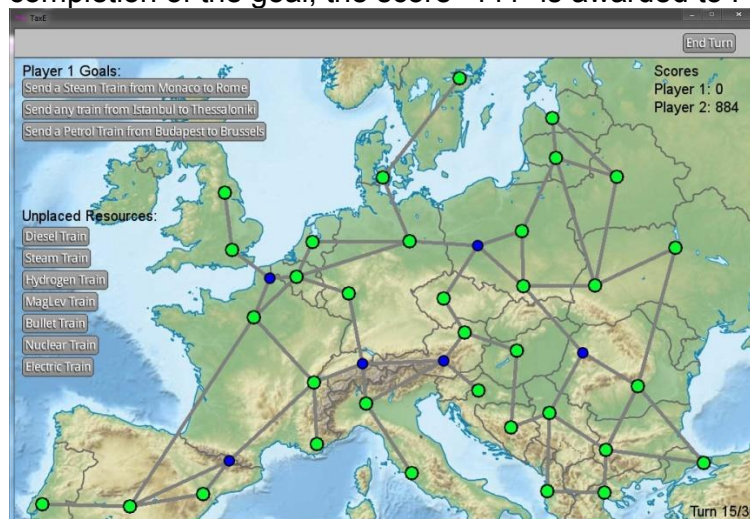 completion of the goal, the score "444" is awarded to
TaxE
End Turn
Player 1 Goals:
Send a Steam Train from Monaco to Rome
Send any train from Istanbul to Thessaloniki
Send a Petrol Train from Budapest to Brussels
Scores
Player 1: 0
Player 2: 884
Unplaced Resources:
Diesel Train
Steam Train
Hydrogen Train
MagLev Train
Bullet Train
Nuclear Train
Electric Train
Turn 15/3